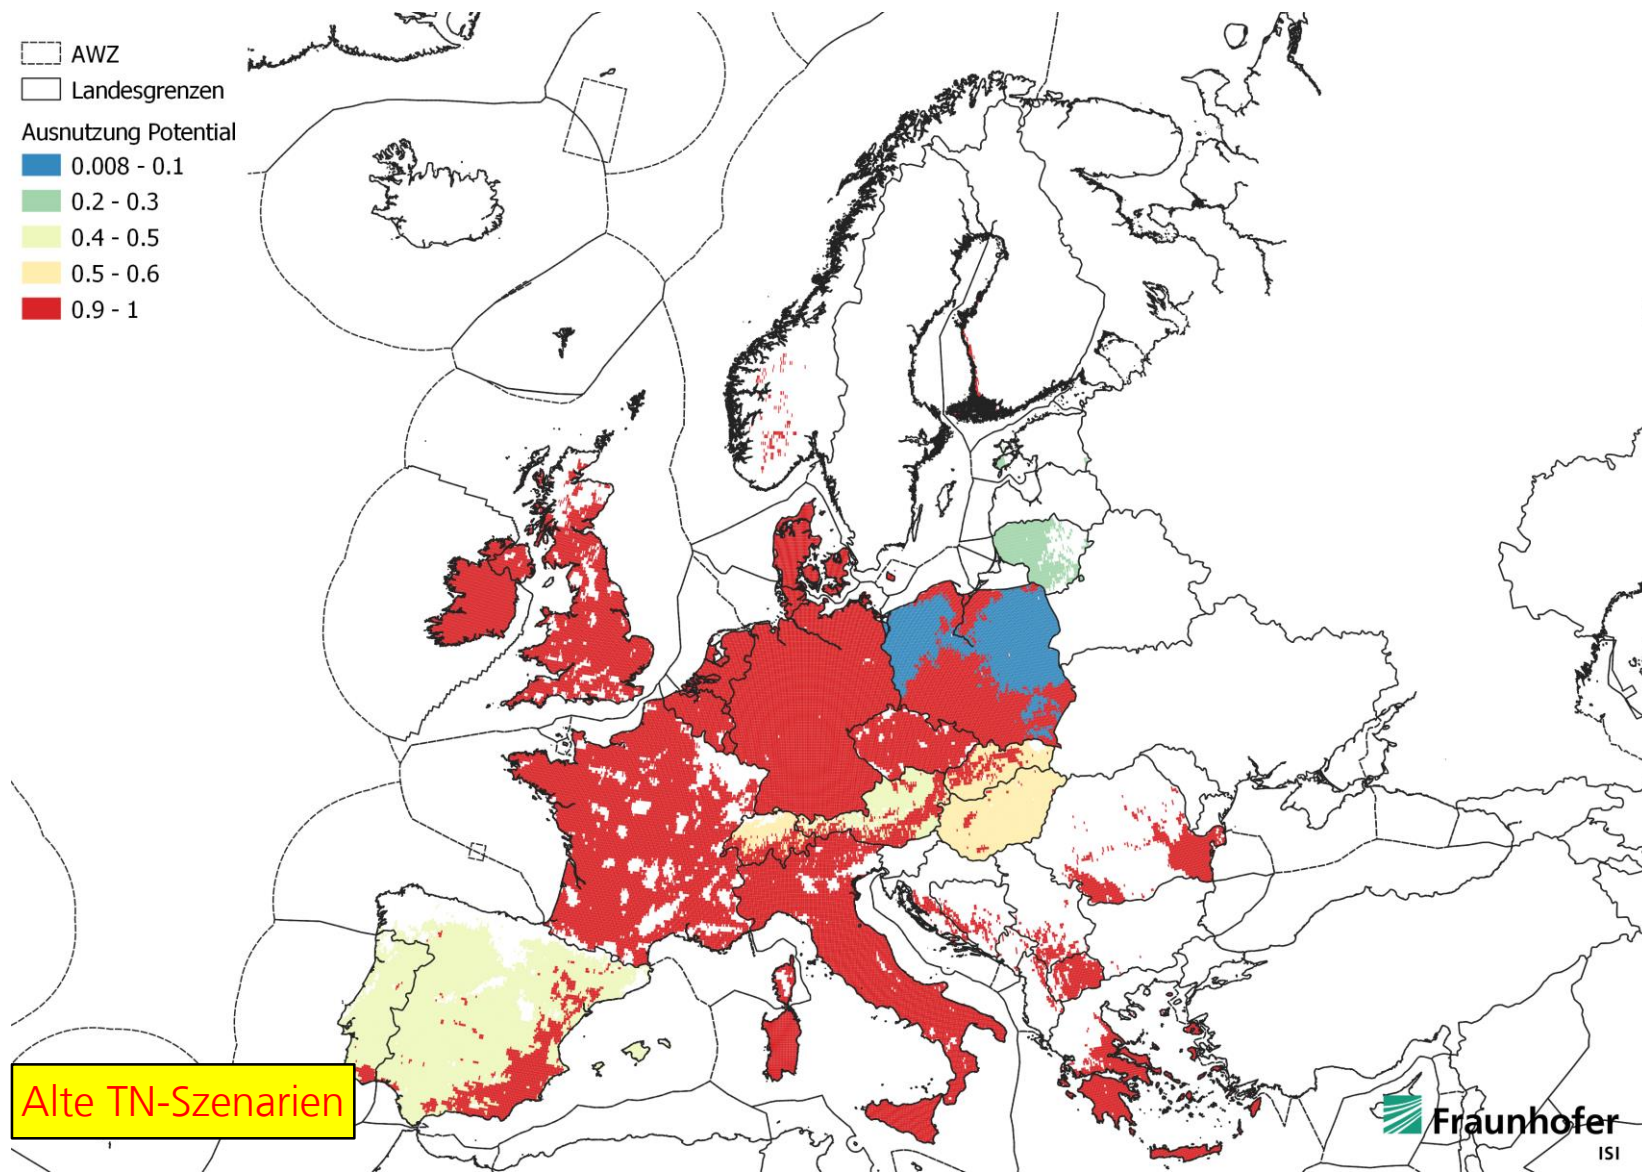 AWZ
Landesgrenzen
Ausnutzung Potential
0.008 - 0.1
0.2 - 0.3
0.4 - 0.5
0.5 - 0.6
0.9 - 1
Alte TN-Szenarien
Fraunhofer
ISI